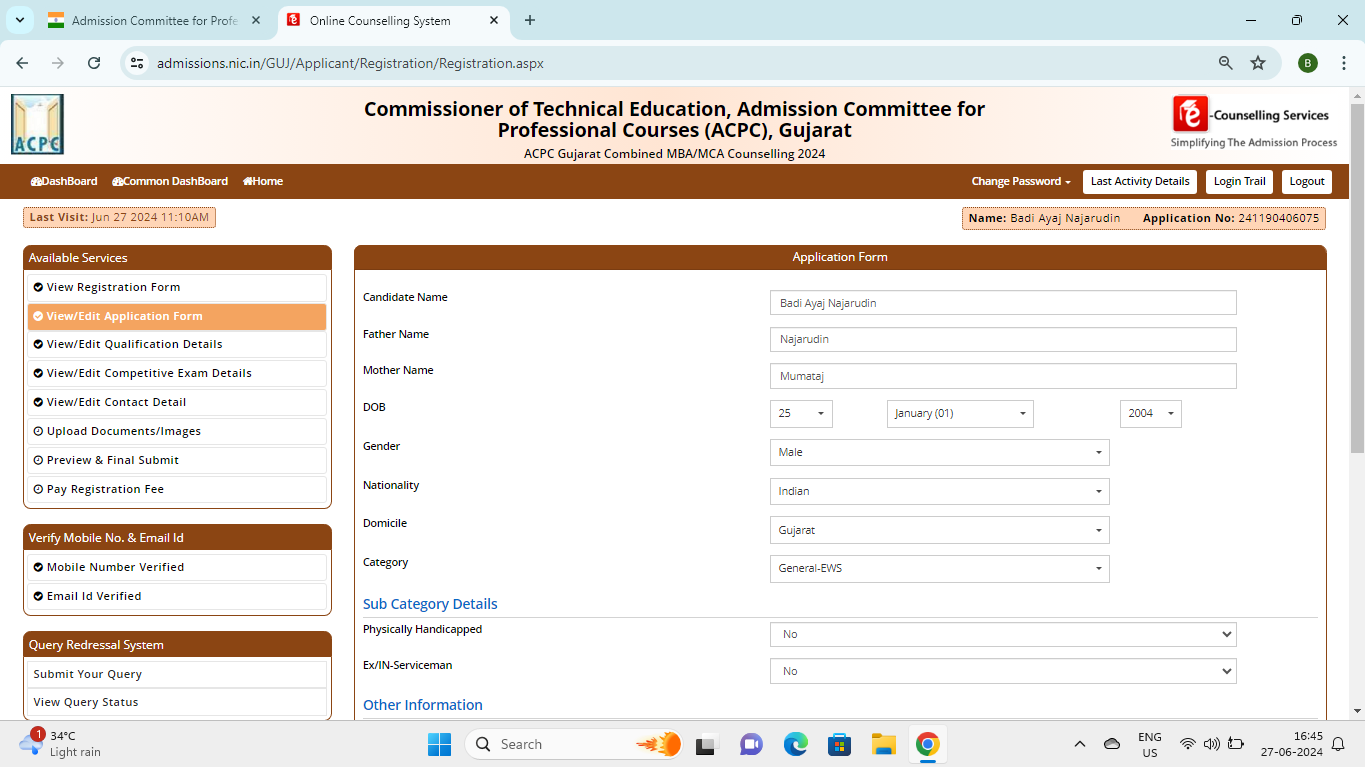 Admission Committee for Profe
Online Counselling System
admissions.nic.in/GUJ/Applicant/Registration/Registration.aspx
B
ACPC
Commissioner of Technical Education, Admission Committee for
Professional Courses (ACPC), Gujarat
ACPC Gujarat Combined MBA/MCA Counselling 2024
e-Counselling Services
Simplifying The Admission Process
DashBoard Common DashBoard Home
Change Password Last Activity Details Login Trail Logout
Last Visit: Jun 27 2024 11:10AM
Name: Badi Ayaj Najarudin Application No: 241190406075
Available Services
View Registration Form
View/Edit Application Form
View/Edit Qualification Details
View/Edit Competitive Exam Details
View/Edit Contact Detail
Upload Documents/Images
Preview & Final Submit
Pay Registration Fee
Verify Mobile No. & Email Id
Mobile Number Verified
Email Id Verified
Query Redressal System
Submit Your Query
View Query Status
Application Form
Candidate Name Badi Ayaj Najarudin
Father Name Najarudin
Mother Name Mumataj
DOB 25 January (01) 2004
Gender Male
Nationality Indian
Domicile Gujarat
Category General-EWS
Sub Category Details
Physically Handicapped No
Ex/IN-Serviceman No
Other Information
1
34°C
Light rain
Search
ENG
US
16:45
27-06-2024